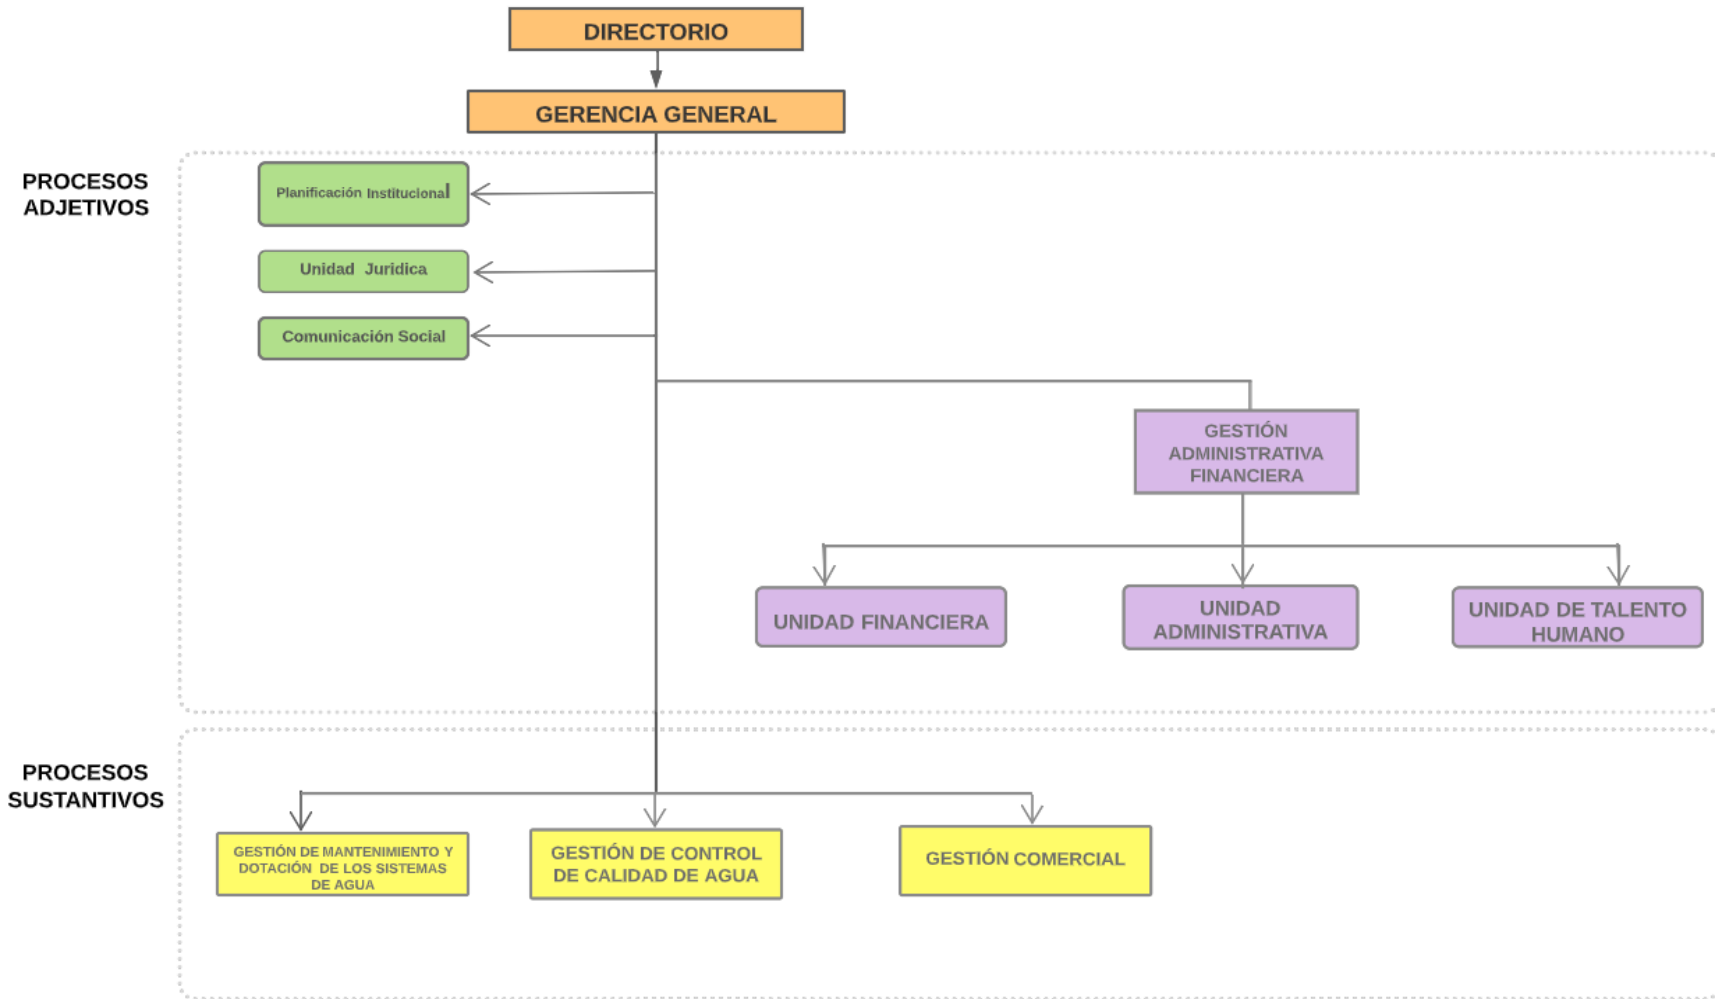 DIRECTORIO
GERENCIA GENERAL
PROCESOS
ADJETIVOS
Planificación Institucional
Unidad Juridica
Comunicación Social
GESTIÓN
ADMINISTRATIVA
FINANCIERA
UNIDAD FINANCIERA
UNIDAD
ADMINISTRATIVA
UNIDAD DE TALENTO
HUMANO
PROCESOS
SUSTANTIVOS
GESTIÓN DE MANTENIMIENTO Y
DOTACIÓN DE LOS SISTEMAS
DE AGUA
GESTIÓN DE CONTROL
DE CALIDAD DE AGUA
GESTIÓN COMERCIAL